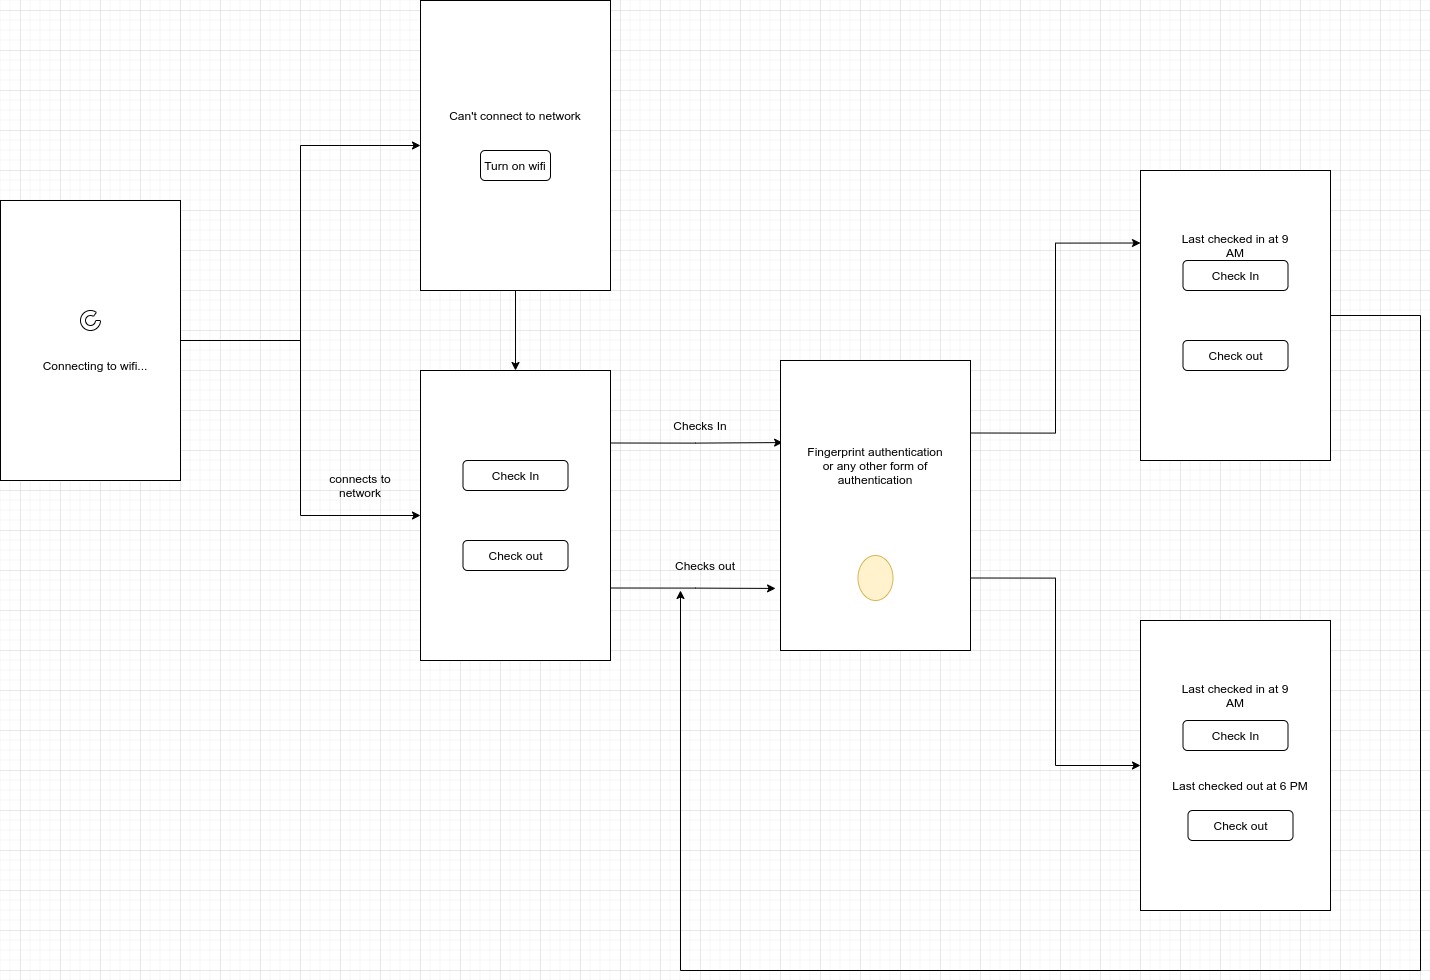 Can't connect to network
Turn on wifi
Connecting to wifi...
connects to
network
Check In
Check out
Checks In
Checks out
Fingerprint authentication
or any other form of
authentication
Last checked in at 9
AM
Check In
Check out
Last checked in at 9
AM
Check In
Last checked out at 6 PM
Check out